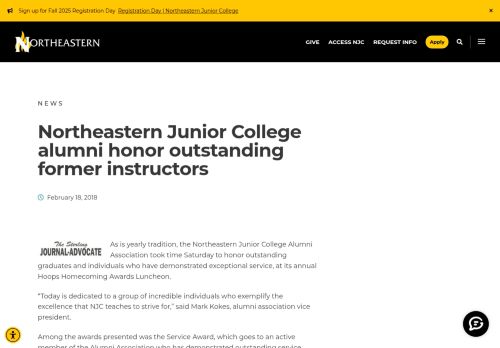 Sign up for Fall 2025 Registration Day Registration Day | Northeastern Junior College ×
NORTHEASTERN
GIVE ACCESS NJC REQUEST INFO Apply
NEWS
Northeastern Junior College
alumni honor outstanding
former instructors
February 18, 2018
The Sterling
JOURNAL-ADVOCATE
As is yearly tradition, the Northeastern Junior College Alumni
Association took time Saturday to honor outstanding
graduates and individuals who have demonstrated exceptional service, at its annual
Hoops Homecoming Awards Luncheon.
“Today is dedicated to a group of incredible individuals who exemplify the
excellence that NJC teaches to strive for,” said Mark Kokes, alumni association vice
president.
Among the awards presented was the Service Award, which goes to an active
member of the Alumni Association who has demonstrated outstanding service